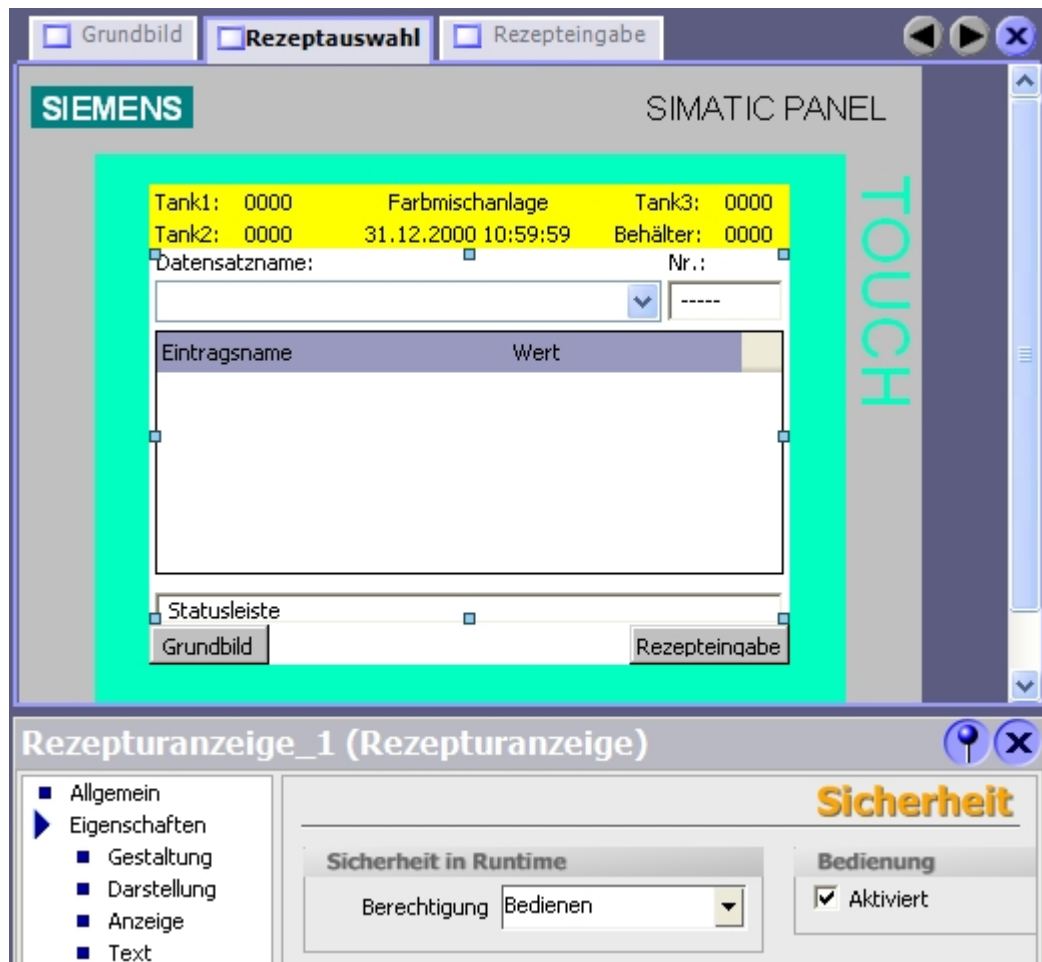 Grundbild Rezeptauswahl Rezepteingabe
SIEMENS SIMATIC PANEL
TOUCH
Tank1: 0000 Farbmischanlage Tank3: 0000
Tank2: 0000 31.12.2000 10:59:59 Behälter: 0000
Datensatzname: Nr.:
-----
Eintragsname Wert
Statusleiste
Grundbild Rezepteingabe
Rezepturanzeige_1 (Rezepturanzeige)
Allgemein
Eigenschaften
Gestaltung
Darstellung
Anzeige
Text
Sicherheit
Sicherheit in Runtime
Berechtigung Bedienen
Bedienung
Aktiviert